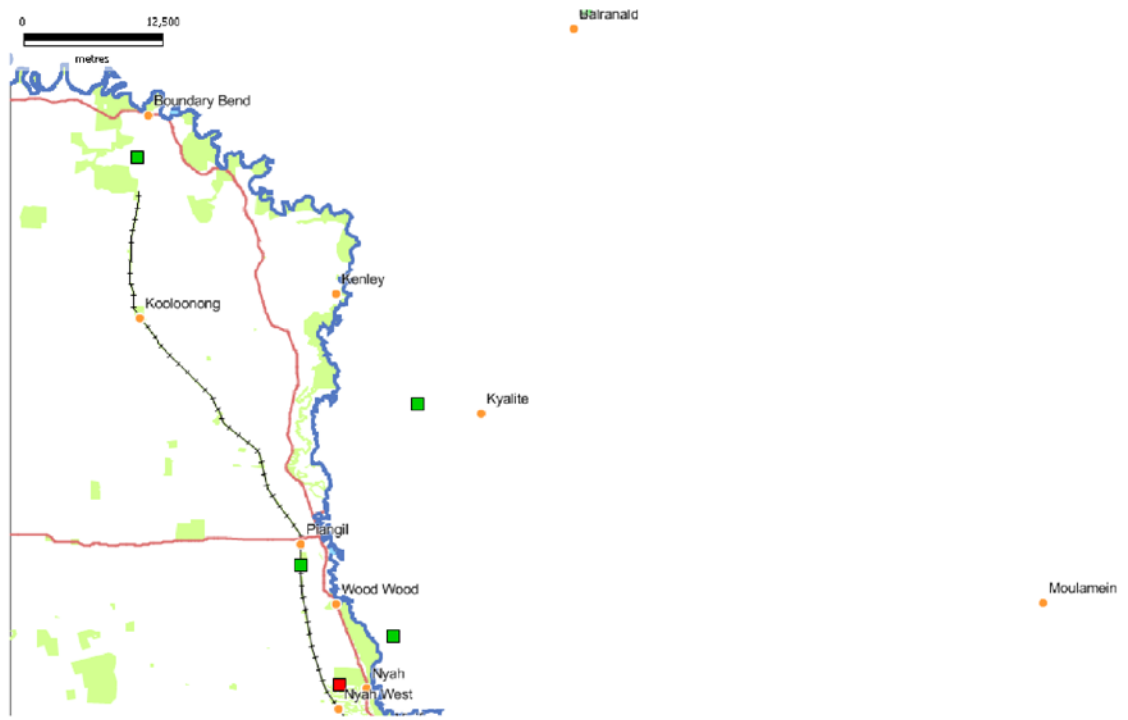 0 12,500
metres
Balranald
Boundary Bend
Kenley
Kooloonong
Kyalite
Piangil
Wood Wood
Moulamein
Nyah
Nyah West